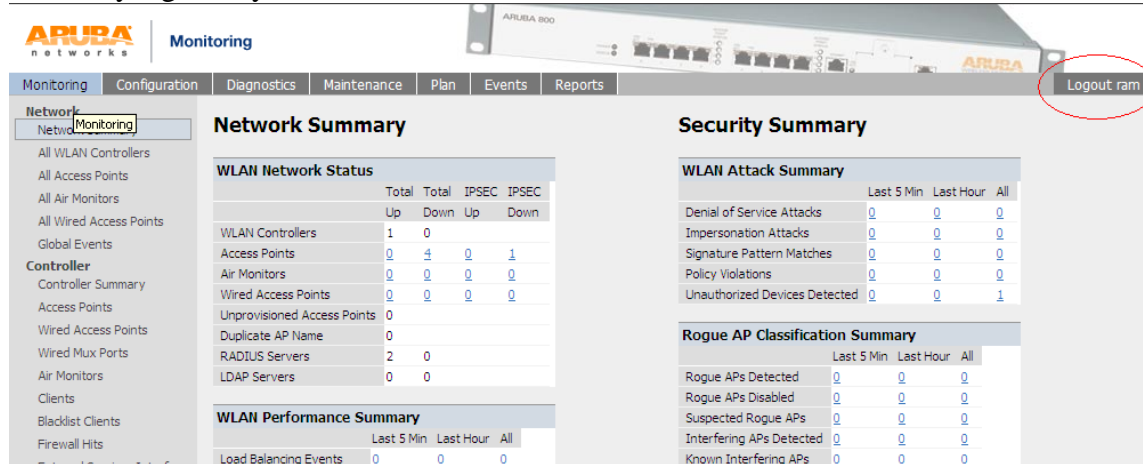 ARUBA
networks
Monitoring
ARUBA 800
ARUBA
Monitoring Configuration Diagnostics Maintenance Plan Events Reports Logout ram
Network
Monitoring
All WLAN Controllers
All Access Points
All Air Monitors
All Wired Access Points
Global Events
Controller
Controller Summary
Access Points
Wired Access Points
Wired Mux Ports
Air Monitors
Clients
Blacklist Clients
Firewall Hits
Network Summary
WLAN Network Status
Total Total IPSEC IPSEC
Up Down Up Down
WLAN Controllers 1 0
Access Points 0 4 0 1
Air Monitors 0 0 0 0
Wired Access Points 0 0 0 0
Unprovisioned Access Points 0
Duplicate AP Name 0
RADIUS Servers 2 0
LDAP Servers 0 0
WLAN Performance Summary
Last 5 Min Last Hour All
Load Balancing Events 0 0 0
Security Summary
WLAN Attack Summary
Last 5 Min Last Hour All
Denial of Service Attacks 0 0 0
Impersonation Attacks 0 0 0
Signature Pattern Matches 0 0 0
Policy Violations 0 0 0
Unauthorized Devices Detected 0 0 1
Rogue AP Classification Summary
Last 5 Min Last Hour All
Rogue APs Detected 0 0 0
Rogue APs Disabled 0 0 0
Suspected Rogue APs 0 0 0
Interfering APs Detected 0 0 0
Known Interfering APs 0 0 0